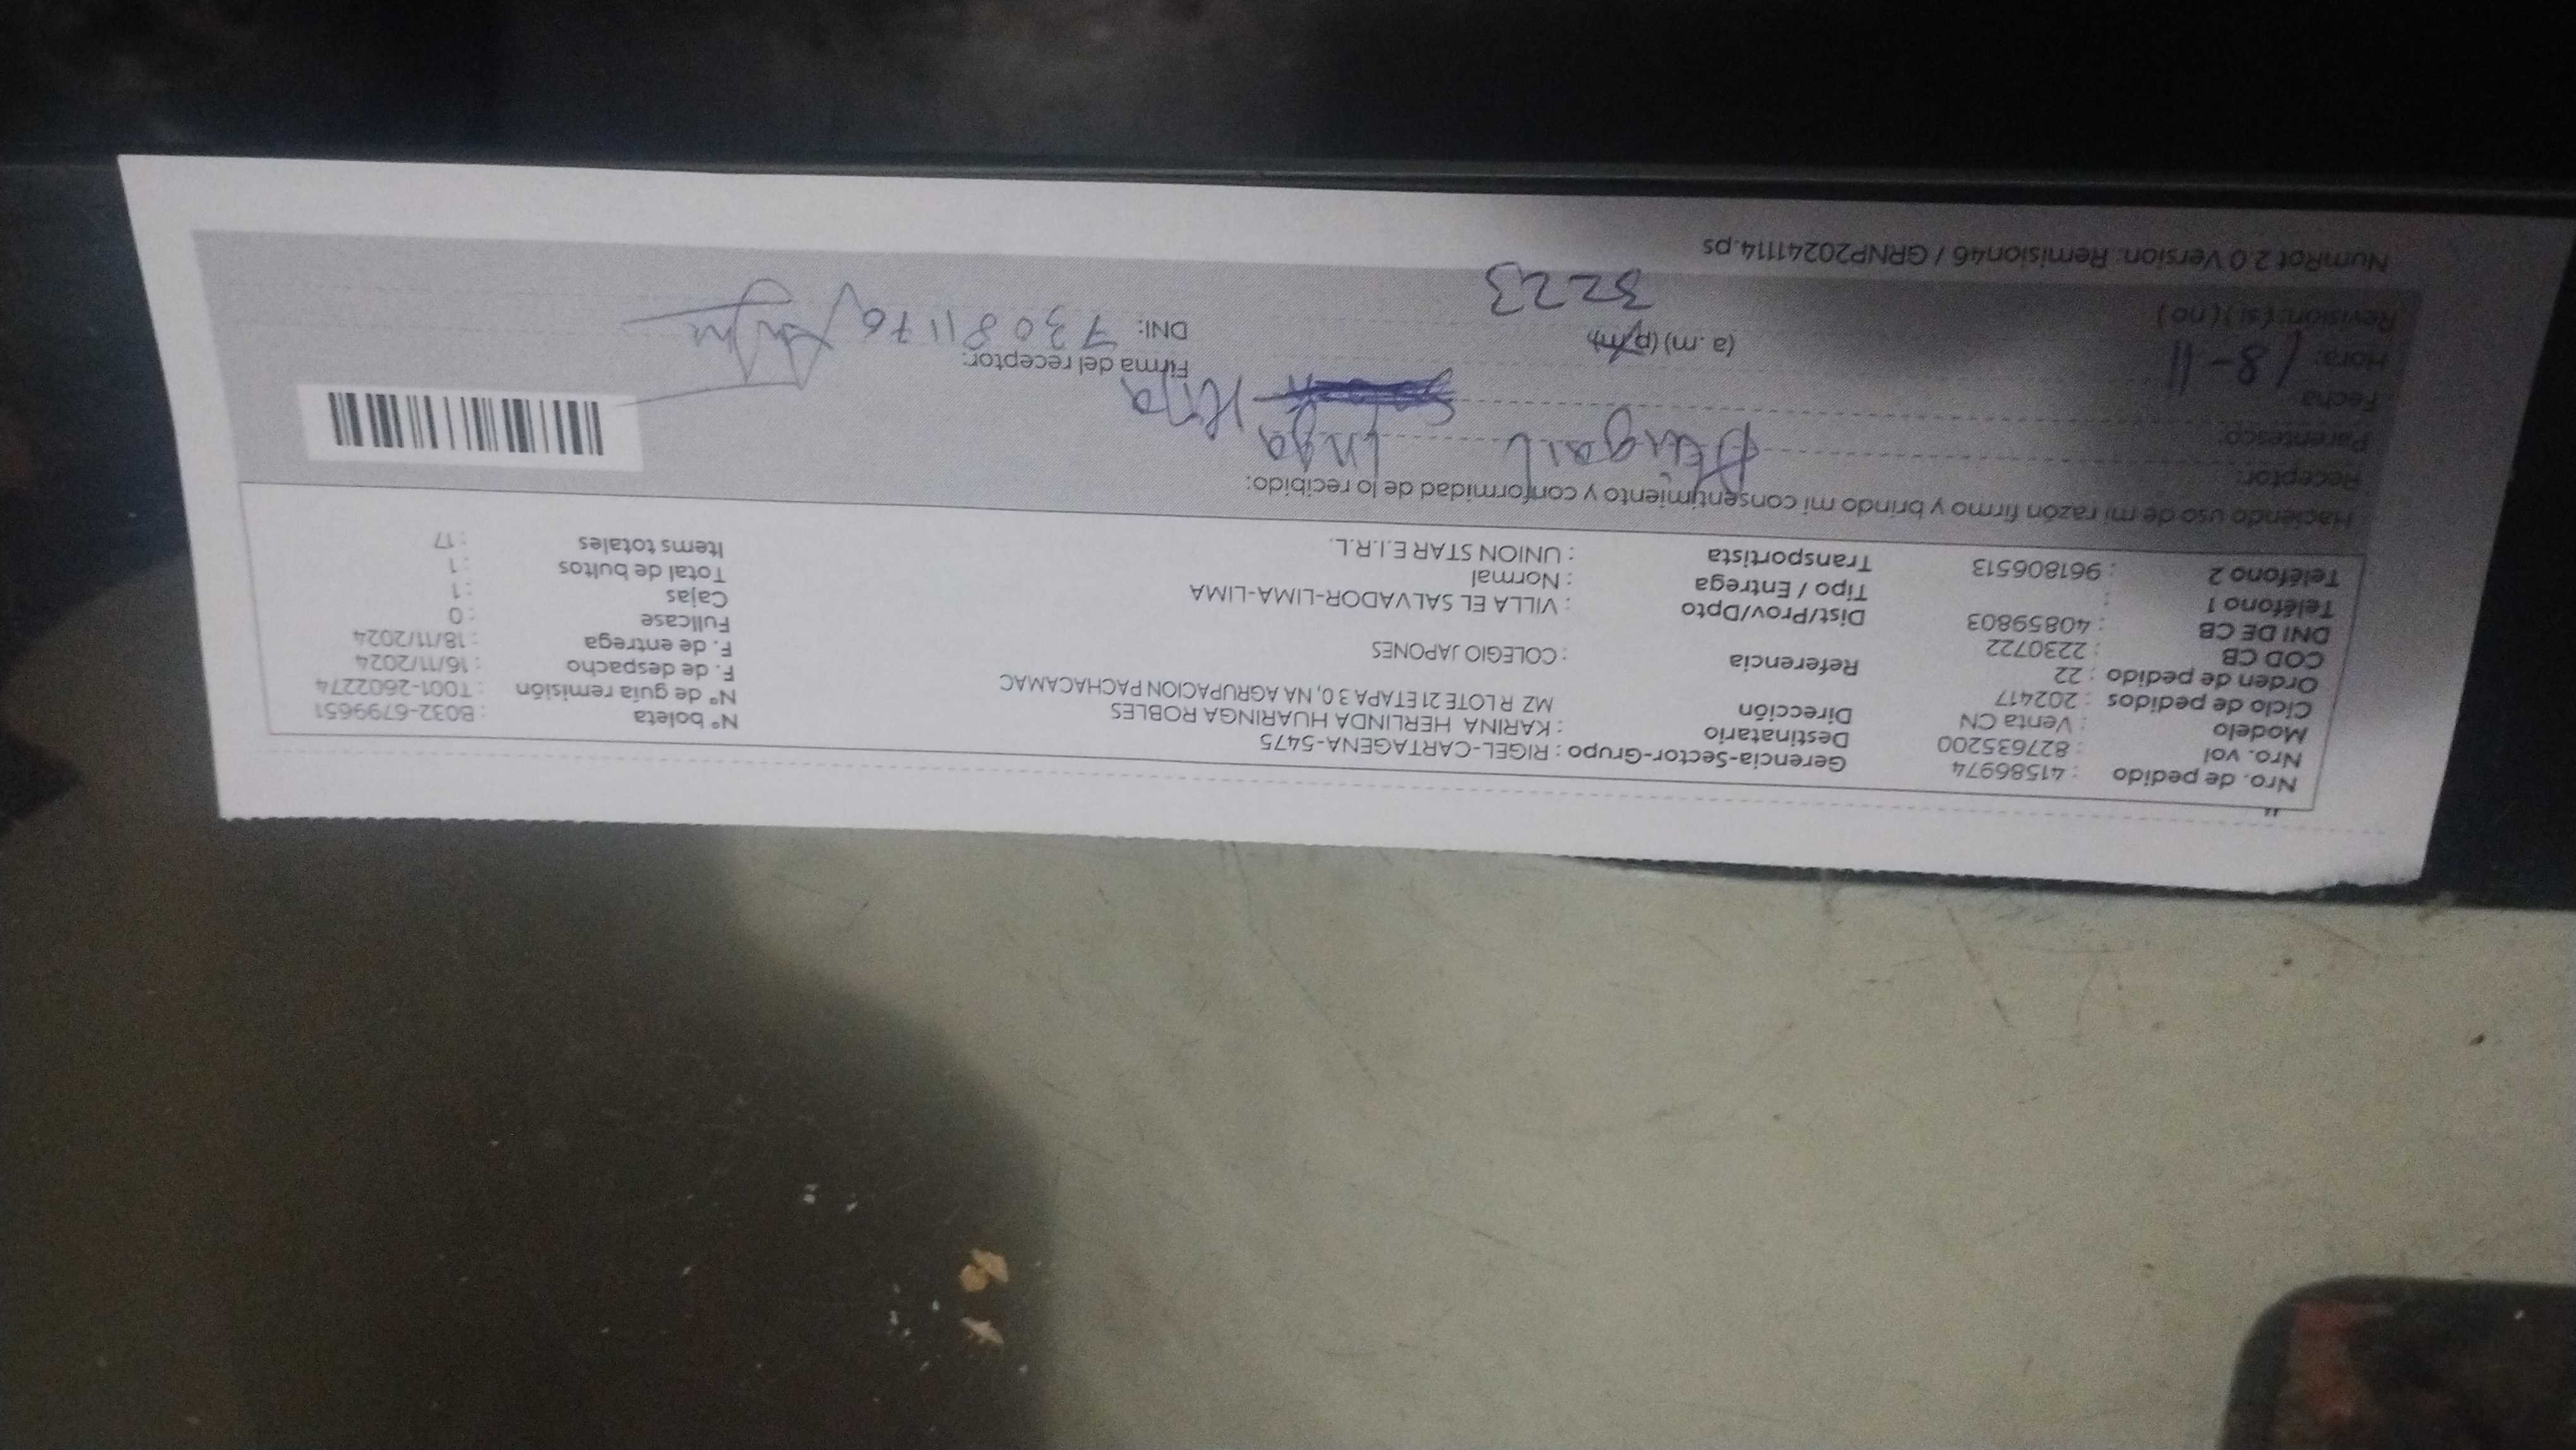 Nro. de pedido : 41586974
Nro. vol : 827635200
Modelo : Venta CN
Ciclo de pedidos : 202417
Orden de pedido : 22
COD CB : 2230722
DNI DE CB : 40859803
Teléfono 1 :
Teléfono 2 : 961806513
Gerencia-Sector-Grupo : RIGEL-CARTAGENA-5475
Destinatario : KARINA HERLINDA HUARINGA ROBLES
Dirección MZ R LOTE 21 ETAPA 3 0, NA AGRUPACION PACHACAMAC
Referencia : COLEGIO JAPONES
Dist/Prov/Dpto : VILLA EL SALVADOR-LIMA-LIMA
Tipo / Entrega : Normal
Transportista : UNION STAR E.I.R.L.
N° boleta : B032-6799651
N° de guía remisión : T001-2602274
F. de despacho : 16/11/2024
F. de entrega : 18/11/2024
Fullcase : 0
Cajas : 1
Total de bultos : 1
Items totales : 17
Haciendo uso de mi razón firmo y brindo mi consentimiento y conformidad de lo recibido:
Receptor: Abigail Inga
Parentesco: Hija
Fecha
Hora: 18-11 (a.m) (p.m)
Firma del receptor:
Revisión: (si) (no) 3223
DNI: 73081176
NumRot 2.0 Version: Remision46 / GRNP20241114.ps